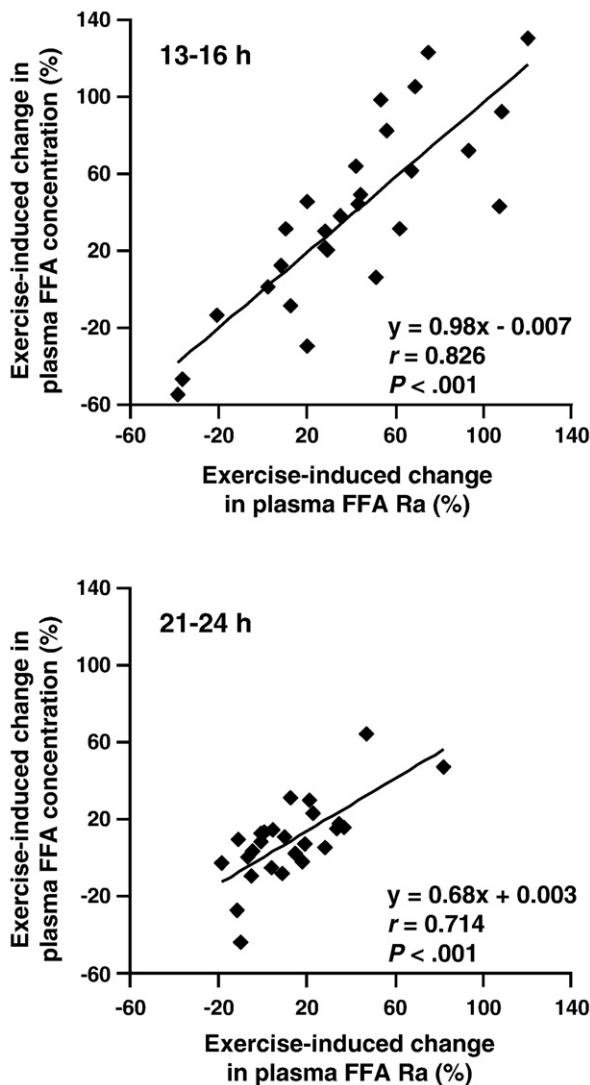 140
13-16 h
100
60
20
-20
-60
Exercise-induced change in
plasma FFA concentration (%)
y = 0.98x - 0.007
r = 0.826
P < .001
-60 -20 20 60 100 140
Exercise-induced change
in plasma FFA Ra (%)
140
21-24 h
100
60
20
-20
-60
Exercise-induced change in
plasma FFA concentration (%)
y = 0.68x + 0.003
r = 0.714
P < .001
-60 -20 20 60 100 140
Exercise-induced change
in plasma FFA Ra (%)